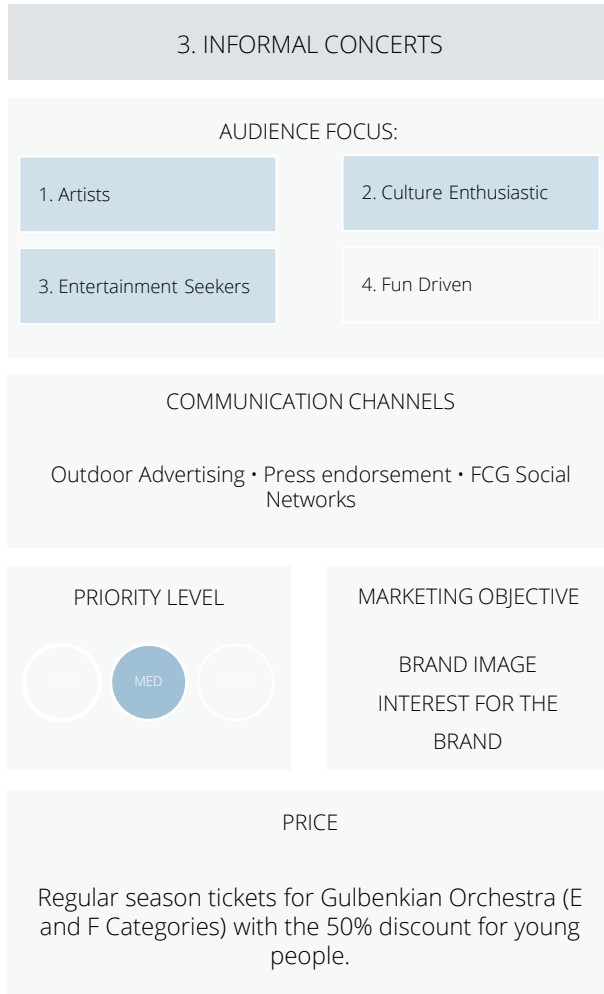 3. INFORMAL CONCERTS
AUDIENCE FOCUS:
1. Artists
2. Culture Enthusiastic
3. Entertainment Seekers
4. Fun Driven
COMMUNICATION CHANNELS
Outdoor Advertising • Press endorsement • FCG Social
Networks
PRIORITY LEVEL
MED
MARKETING OBJECTIVE
BRAND IMAGE
INTEREST FOR THE
BRAND
PRICE
Regular season tickets for Gulbenkian Orchestra (E
and F Categories) with the 50% discount for young
people.